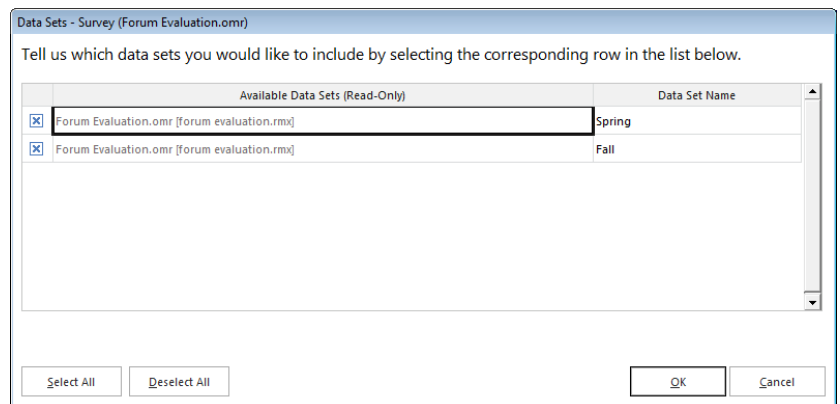 Data Sets - Survey (Forum Evaluation.omr)
Tell us which data sets you would like to include by selecting the corresponding row in the list below.
Available Data Sets (Read-Only) Data Set Name
Forum Evaluation.omr [forum evaluation.rmx] Spring
Forum Evaluation.omr [forum evaluation.rmx] Fall
Select All Deselect All OK Cancel